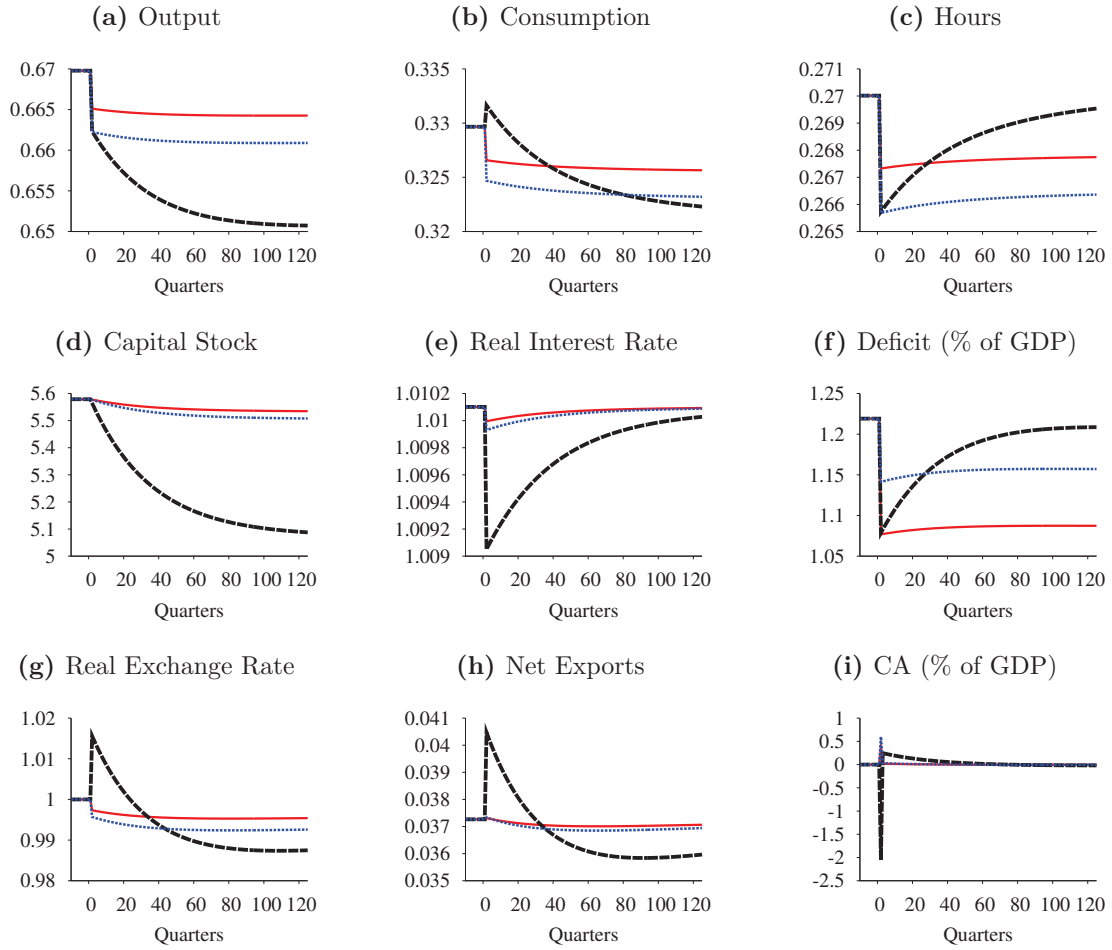 (a) Output
0.67
0.665
0.66
0.655
0.65
0 20 40 60 80 100 120
Quarters
(b) Consumption
0.335
0.33
0.325
0.32
0 20 40 60 80 100 120
Quarters
(c) Hours
0.271
0.27
0.269
0.268
0.267
0.266
0.265
0 20 40 60 80 100 120
Quarters
(d) Capital Stock
5.6
5.5
5.4
5.3
5.2
5.1
5
0 20 40 60 80 100 120
Quarters
(e) Real Interest Rate
1.0102
1.01
1.0098
1.0096
1.0094
1.0092
1.009
0 20 40 60 80 100 120
Quarters
(f) Deficit (% of GDP)
1.25
1.2
1.15
1.1
1.05
0 20 40 60 80 100 120
Quarters
(g) Real Exchange Rate
1.02
1.01
1
0.99
0.98
0 20 40 60 80 100 120
Quarters
(h) Net Exports
0.041
0.04
0.039
0.038
0.037
0.036
0.035
0 20 40 60 80 100 120
Quarters
(i) CA (% of GDP)
1
0.5
0
-0.5
-1
-1.5
-2
-2.5
0 20 40 60 80 100 120
Quarters